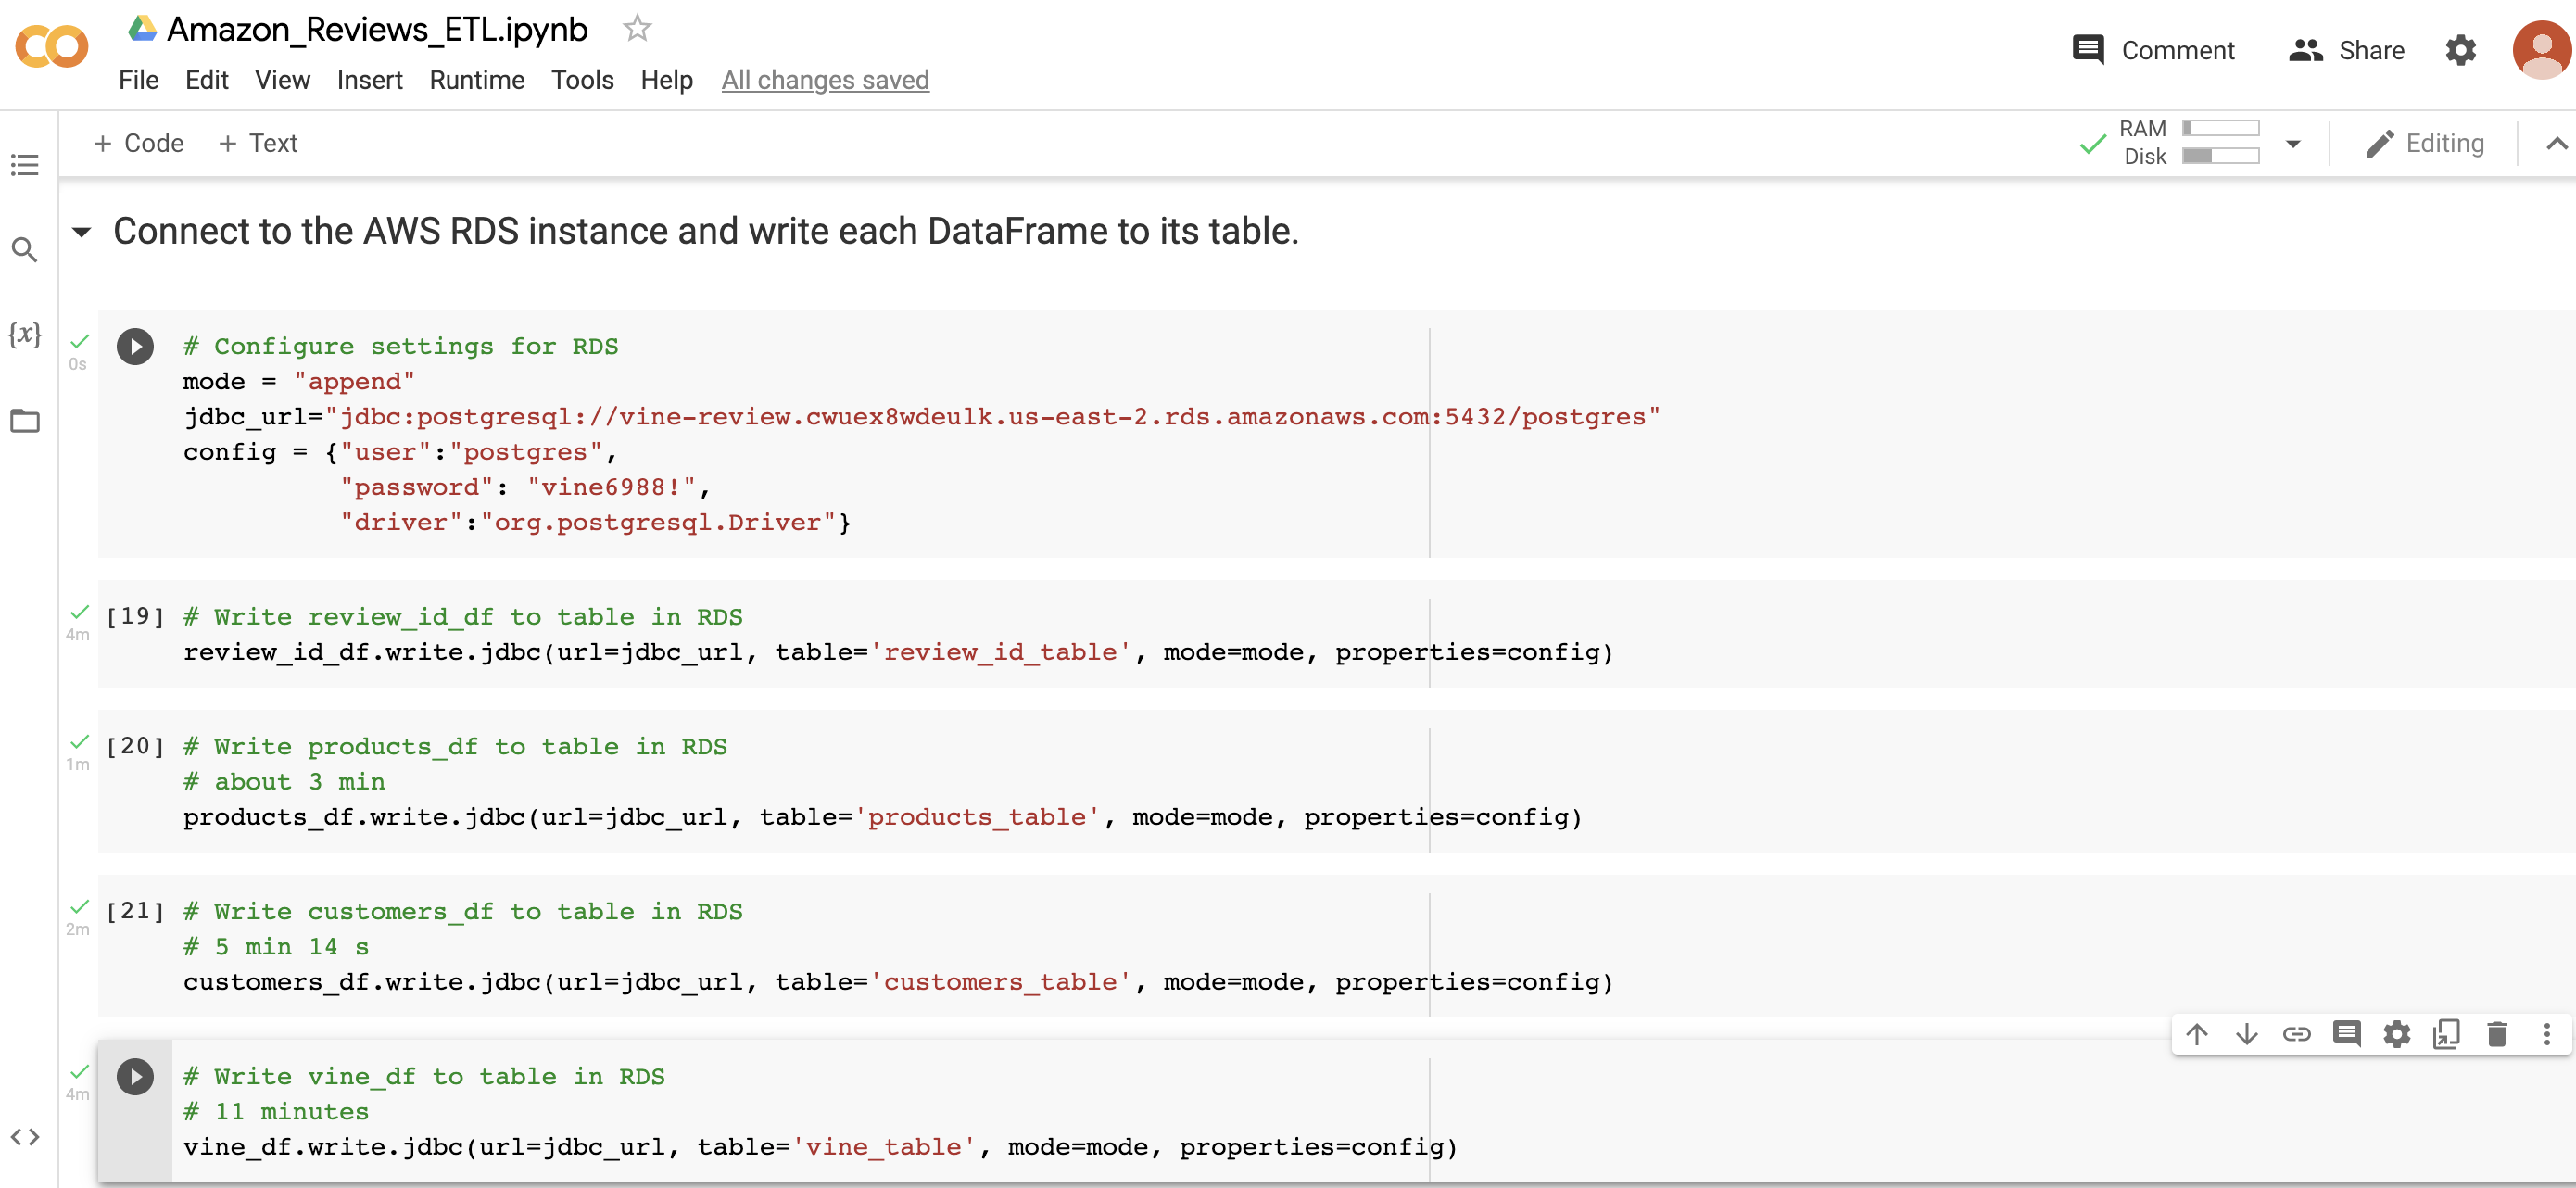 Amazon_Reviews_ETL.ipynb
File Edit View Insert Runtime Tools Help All changes saved
Comment Share
+ Code + Text
RAM
Disk
Editing
Connect to the AWS RDS instance and write each DataFrame to its table.
{x}
0s
# Configure settings for RDS
mode = "append"
jdbc_url="jdbc:postgresql://vine-review.cwuex8wdeulk.us-east-2.rds.amazonaws.com:5432/postgres"
config = {"user":"postgres",
"password": "vine6988!",
"driver":"org.postgresql.Driver"}
4m
[19] # Write review_id_df to table in RDS
review_id_df.write.jdbc(url=jdbc_url, table='review_id_table', mode=mode, properties=config)
1m
[20] # Write products_df to table in RDS
# about 3 min
products_df.write.jdbc(url=jdbc_url, table='products_table', mode=mode, properties=config)
2m
[21] # Write customers_df to table in RDS
# 5 min 14 s
customers_df.write.jdbc(url=jdbc_url, table='customers_table', mode=mode, properties=config)
4m
# Write vine_df to table in RDS
# 11 minutes
vine_df.write.jdbc(url=jdbc_url, table='vine_table', mode=mode, properties=config)